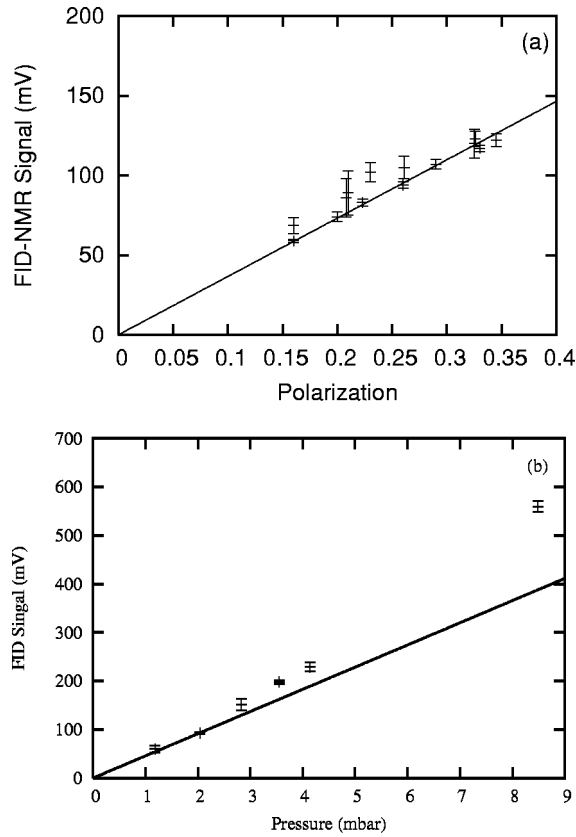 (a)
200
150
100
50
0
FID-NMR Signal (mV)
0 0.05 0.1 0.15 0.2 0.25 0.3 0.35 0.4
Polarization
(b)
700
600
500
400
300
200
100
0
FID Singal (mV)
0 1 2 3 4 5 6 7 8 9
Pressure (mbar)